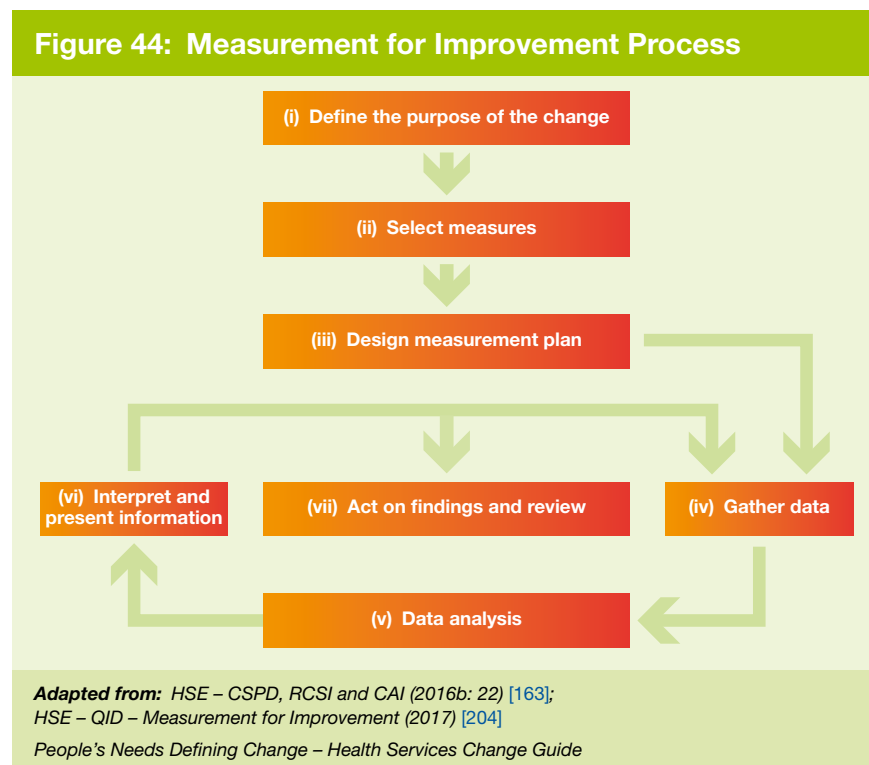 Figure 44: Measurement for Improvement Process
(i) Define the purpose of the change
(ii) Select measures
(iii) Design measurement plan
(vi) Interpret and
present information
(vii) Act on findings and review
(iv) Gather data
(v) Data analysis
Adapted from: HSE – CSPD, RCSI and CAI (2016b: 22) [163];
HSE – QID – Measurement for Improvement (2017) [204]
People’s Needs Defining Change – Health Services Change Guide